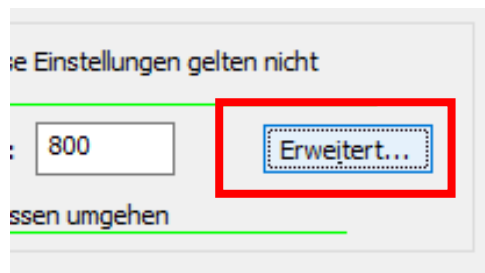 se Einstellungen gelten nicht
: 800 Erweitert...
ssen umgehen